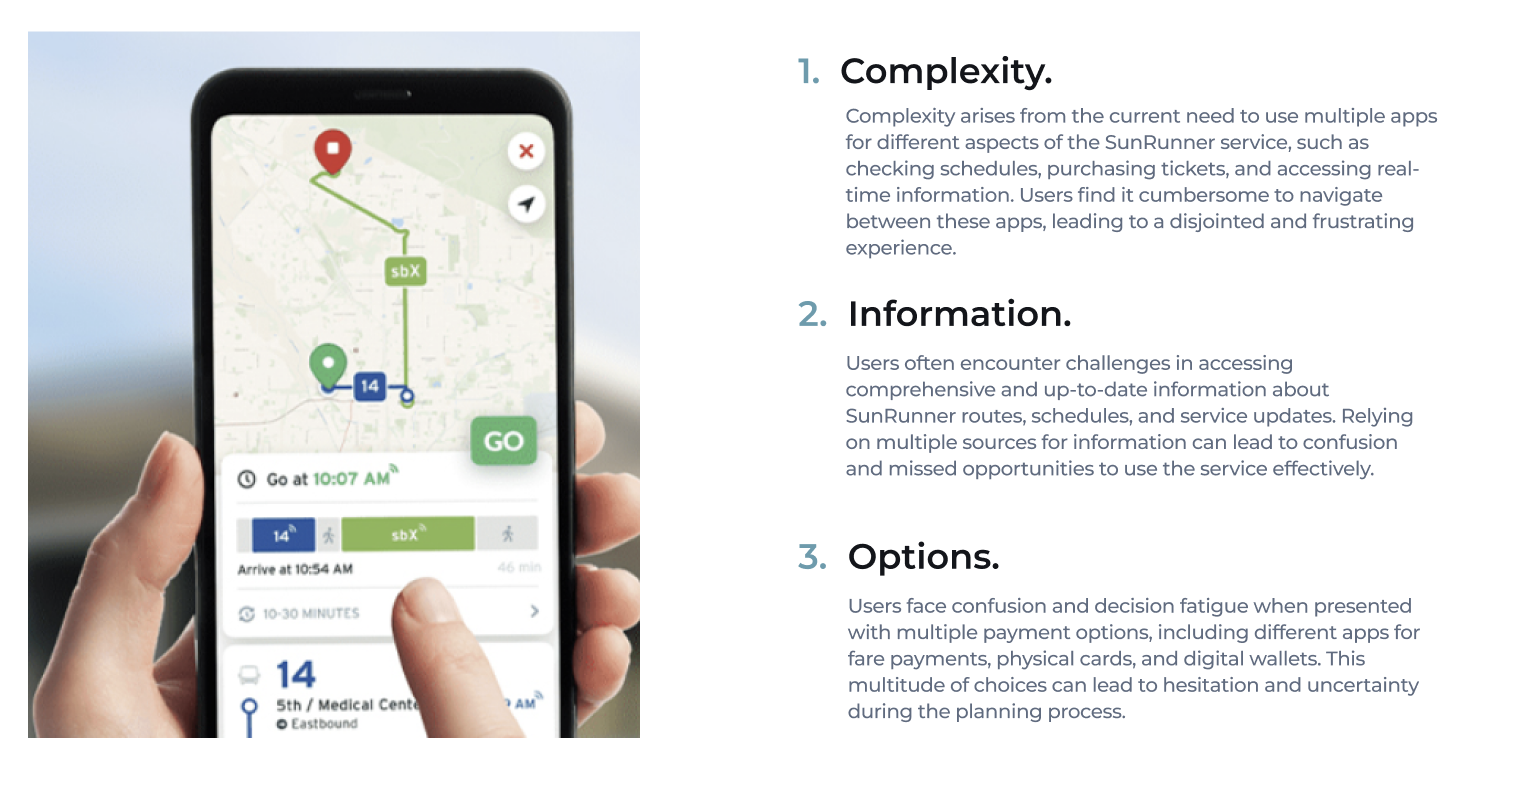 sbX
14
GO
Go at 10:07 AM
14 sbX
Arrive at 10:54 AM 46 min
10-30 MINUTES
14
5th / Medical
AM
Eastbound
1. Complexity.
Complexity arises from the current need to use multiple apps
for different aspects of the SunRunner service, such as
checking schedules, purchasing tickets, and accessing real-
time information. Users find it cumbersome to navigate
between these apps, leading to a disjointed and frustrating
experience.
2. Information.
Users often encounter challenges in accessing
comprehensive and up-to-date information about
SunRunner routes, schedules, and service updates. Relying
on multiple sources for information can lead to confusion
and missed opportunities to use the service effectively.
3. Options.
Users face confusion and decision fatigue when presented
with multiple payment options, including different apps for
fare payments, physical cards, and digital wallets. This
multitude of choices can lead to hesitation and uncertainty
during the planning process.